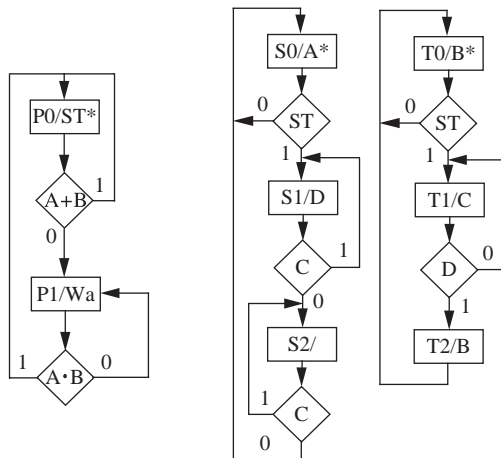 P0/ST*
A+B
1
0
P1/Wa
A·B
1
0
S0/A*
ST
0
1
S1/D
C
1
0
S2/
C
1
0
T0/B*
ST
0
1
T1/C
D
0
1
T2/B